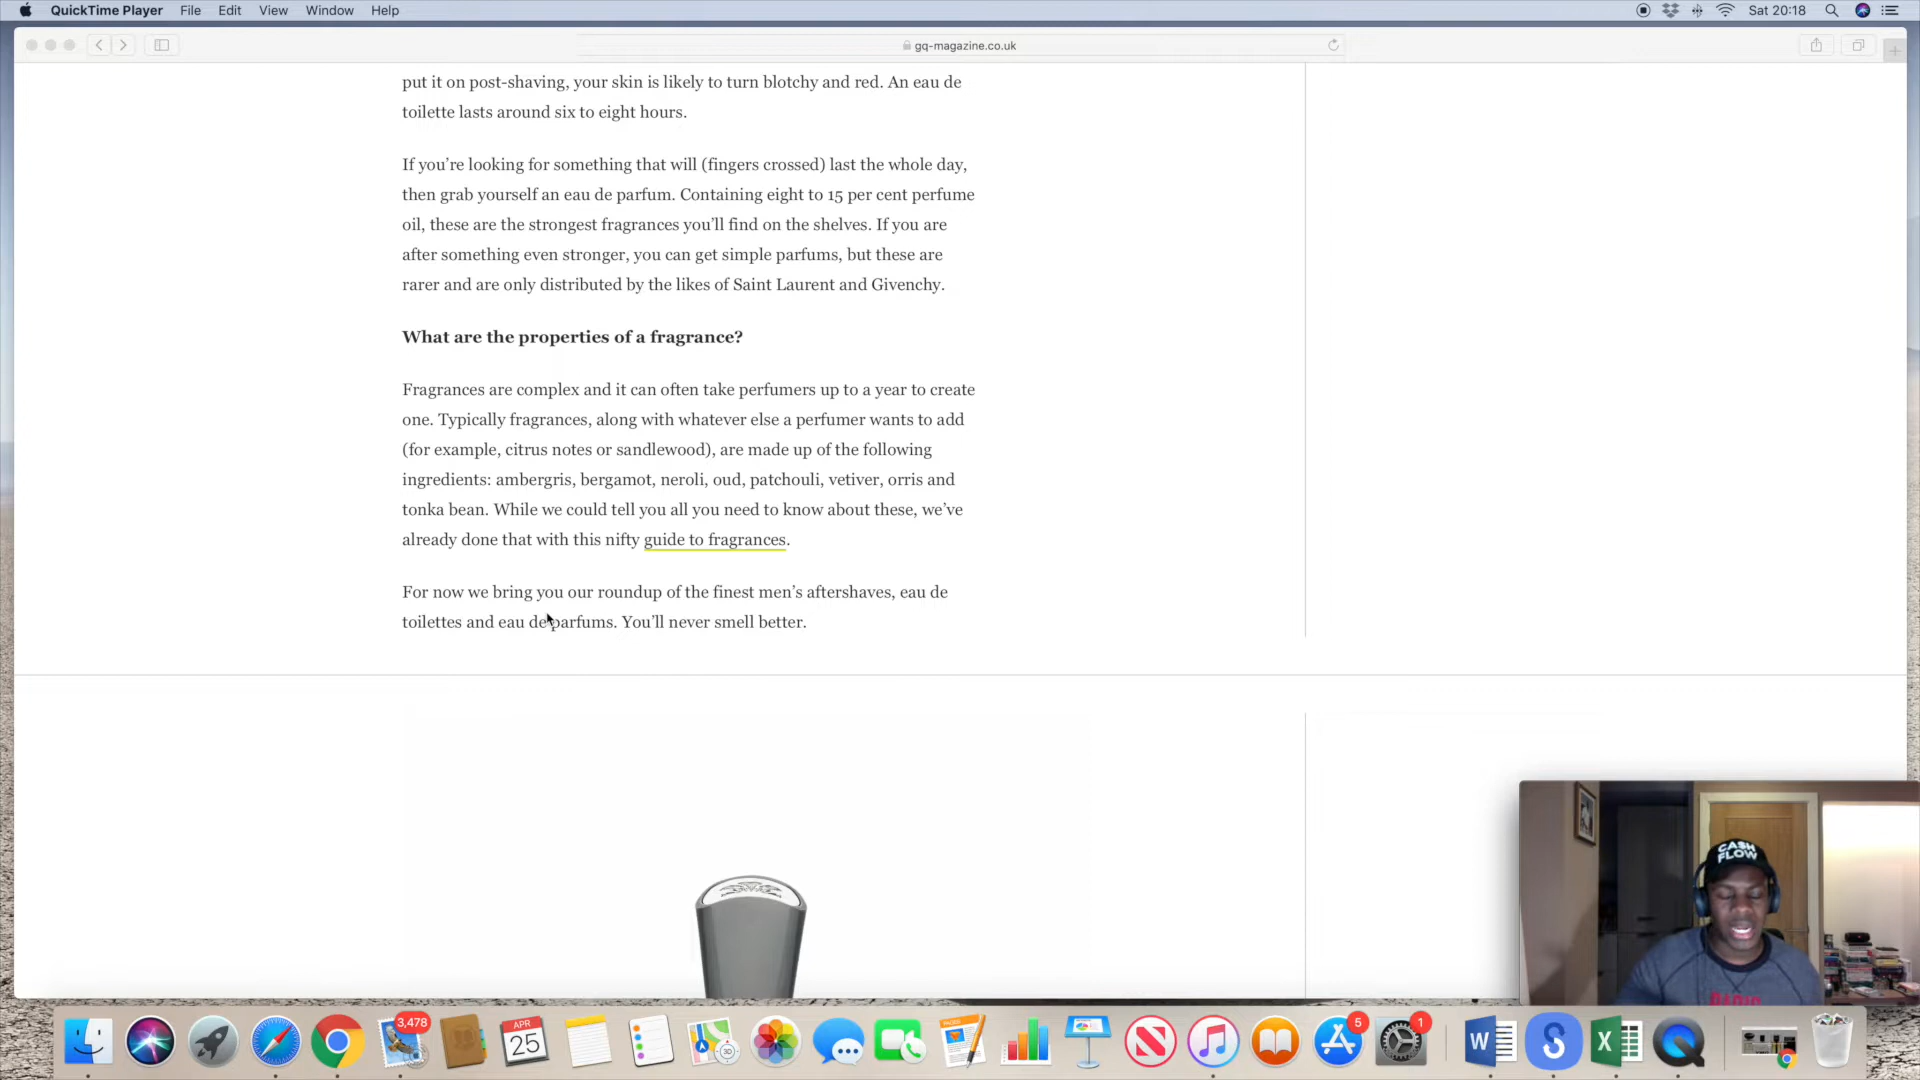 QuickTime Player File Edit View Window Help Sat 20:18
gq-magazine.co.uk
put it on post-shaving, your skin is likely to turn blotchy and red. An eau de
toilette lasts around six to eight hours.
If you’re looking for something that will (fingers crossed) last the whole day,
then grab yourself an eau de parfum. Containing eight to 15 per cent perfume
oil, these are the strongest fragrances you’ll find on the shelves. If you are
after something even stronger, you can get simple parfums, but these are
rarer and are only distributed by the likes of Saint Laurent and Givenchy.
What are the properties of a fragrance?
Fragrances are complex and it can often take perfumers up to a year to create
one. Typically fragrances, along with whatever else a perfumer wants to add
(for example, citrus notes or sandlewood), are made up of the following
ingredients: ambergris, bergamot, neroli, oud, patchouli, vetiver, orris and
tonka bean. While we could tell you all you need to know about these, we’ve
already done that with this nifty guide to fragrances.
For now we bring you our roundup of the finest men’s aftershaves, eau de
toilettes and eau de parfums. You’ll never smell better.
CASH
FLOW
3,478
APR
25
3D
5
1
W
S
X